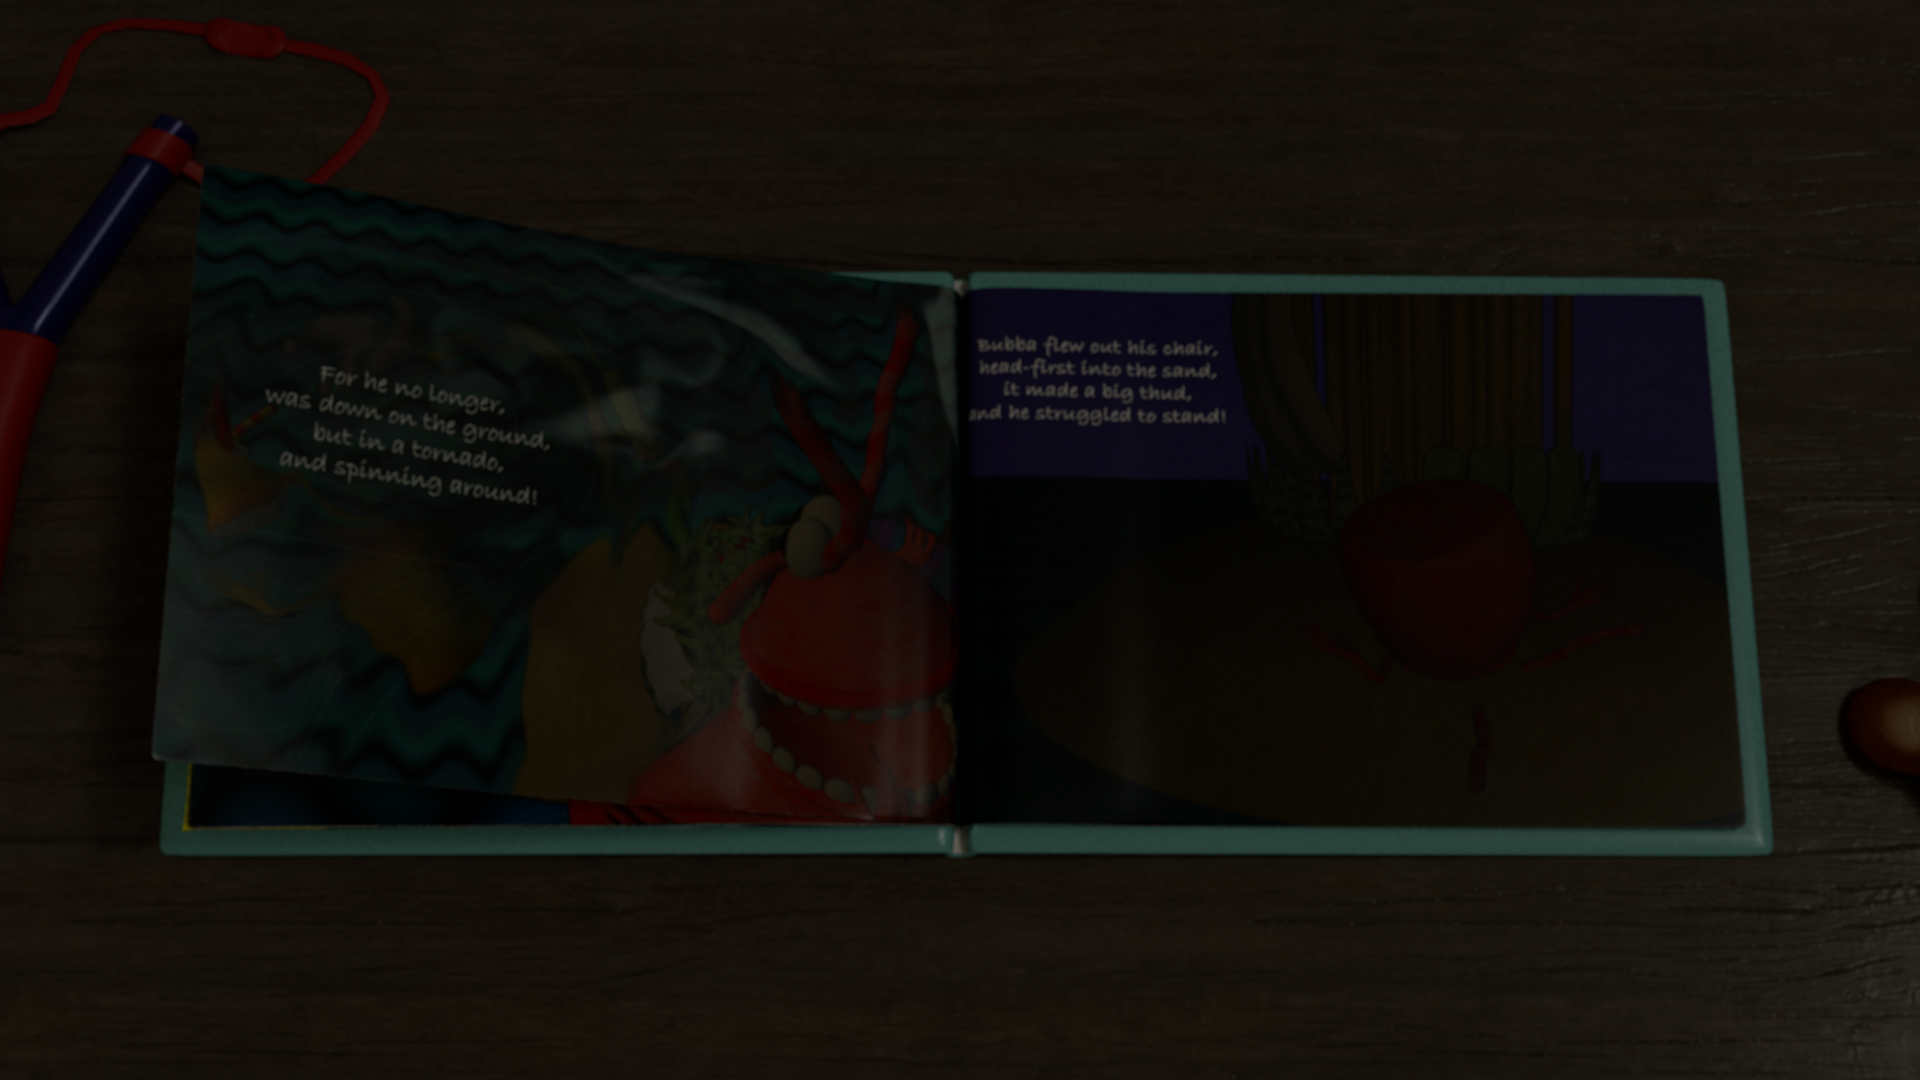 For he no longer,
was down on the ground,
but in a tornado,
and spinning around!
Bubba flew out his chair,
head-first into the sand,
it made a big thud,
and he struggled to stand!